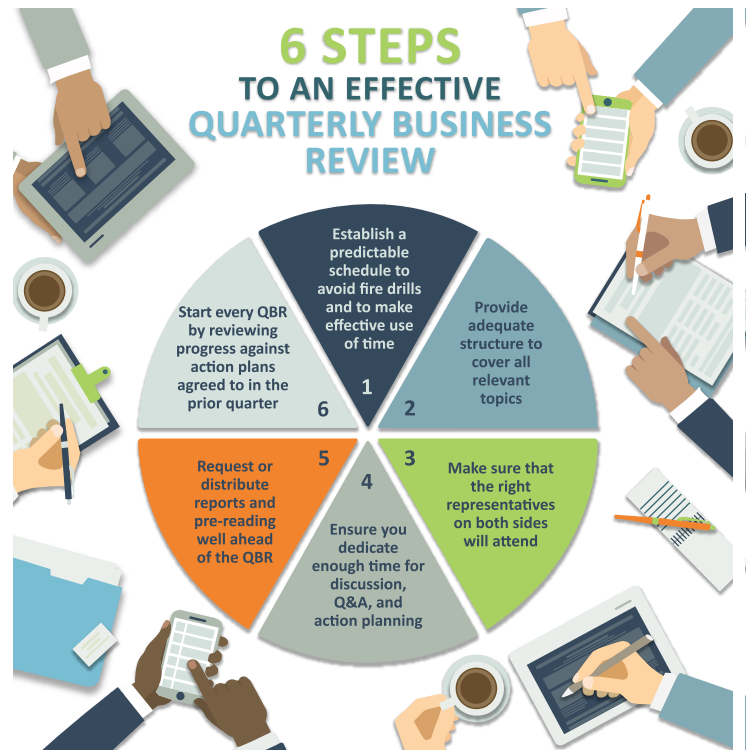 6 STEPS
TO AN EFFECTIVE
QUARTERLY BUSINESS
REVIEW
Establish a
predictable
schedule to
avoid fire drills
and to make
effective use
of time
1
Provide
adequate
structure to
cover all
relevant
topics
2
3
Make sure that
the right
representatives
on both sides
will attend
4
Ensure you
dedicate
enough time for
discussion,
Q&A, and
action planning
5
Request or
distribute
reports and
pre-reading
well ahead
of the QBR
Start every QBR
by reviewing
progress against
action plans
agreed to in the
prior quarter
6